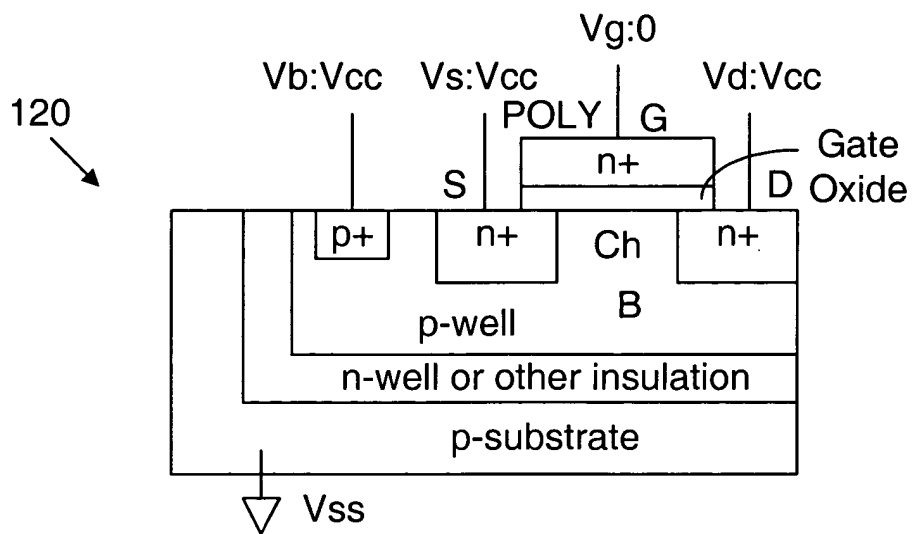 Vg:0
Vb:Vcc Vs:Vcc Vd:Vcc
120
POLY G
n+
Gate
Oxide
S
D
p+
n+
Ch
n+
B
p-well
n-well or other insulation
p-substrate
Vss